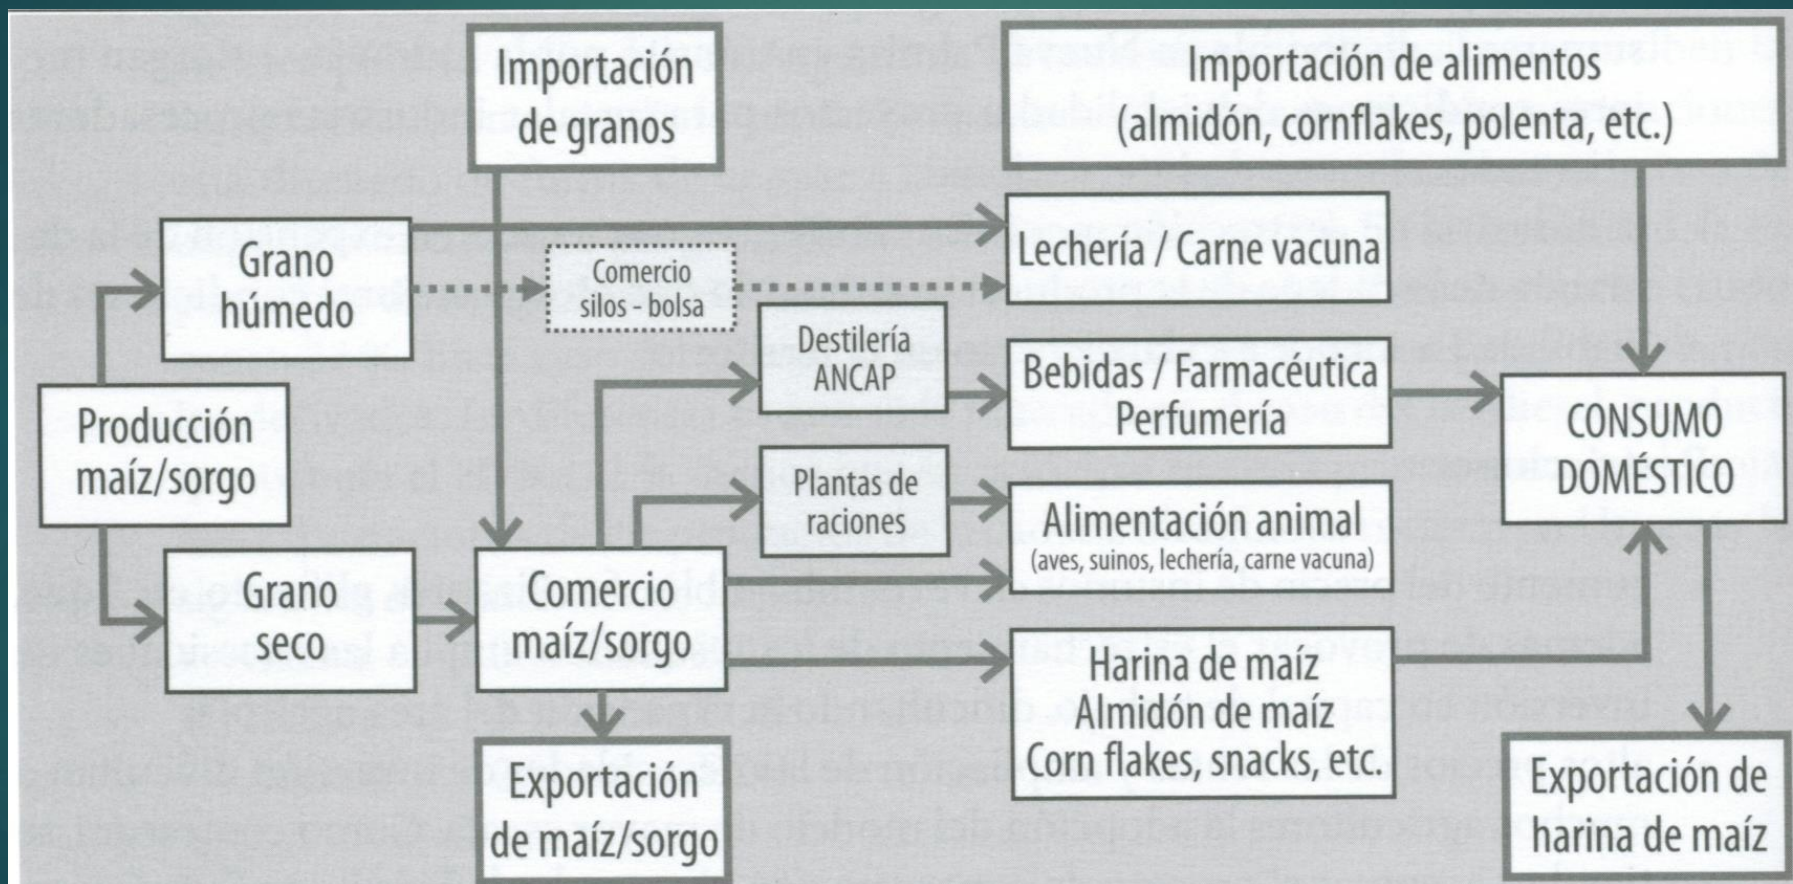 Importación
de granos
Importación de alimentos
(almidón, cornflakes, polenta, etc.)
Grano
húmedo
Comercio
silos - bolsa
Lechería / Carne vacuna
Producción
maíz/sorgo
Destilería
ANCAP
Bebidas / Farmacéutica
Perfumería
CONSUMO
DOMÉSTICO
Plantas de
raciones
Alimentación animal
(aves, suinos, lechería, carne vacuna)
Grano
seco
Comercio
maíz/sorgo
Harina de maíz
Almidón de maíz
Corn flakes, snacks, etc
Exportación
de maíz/sorgo
Exportación de
harina de maíz